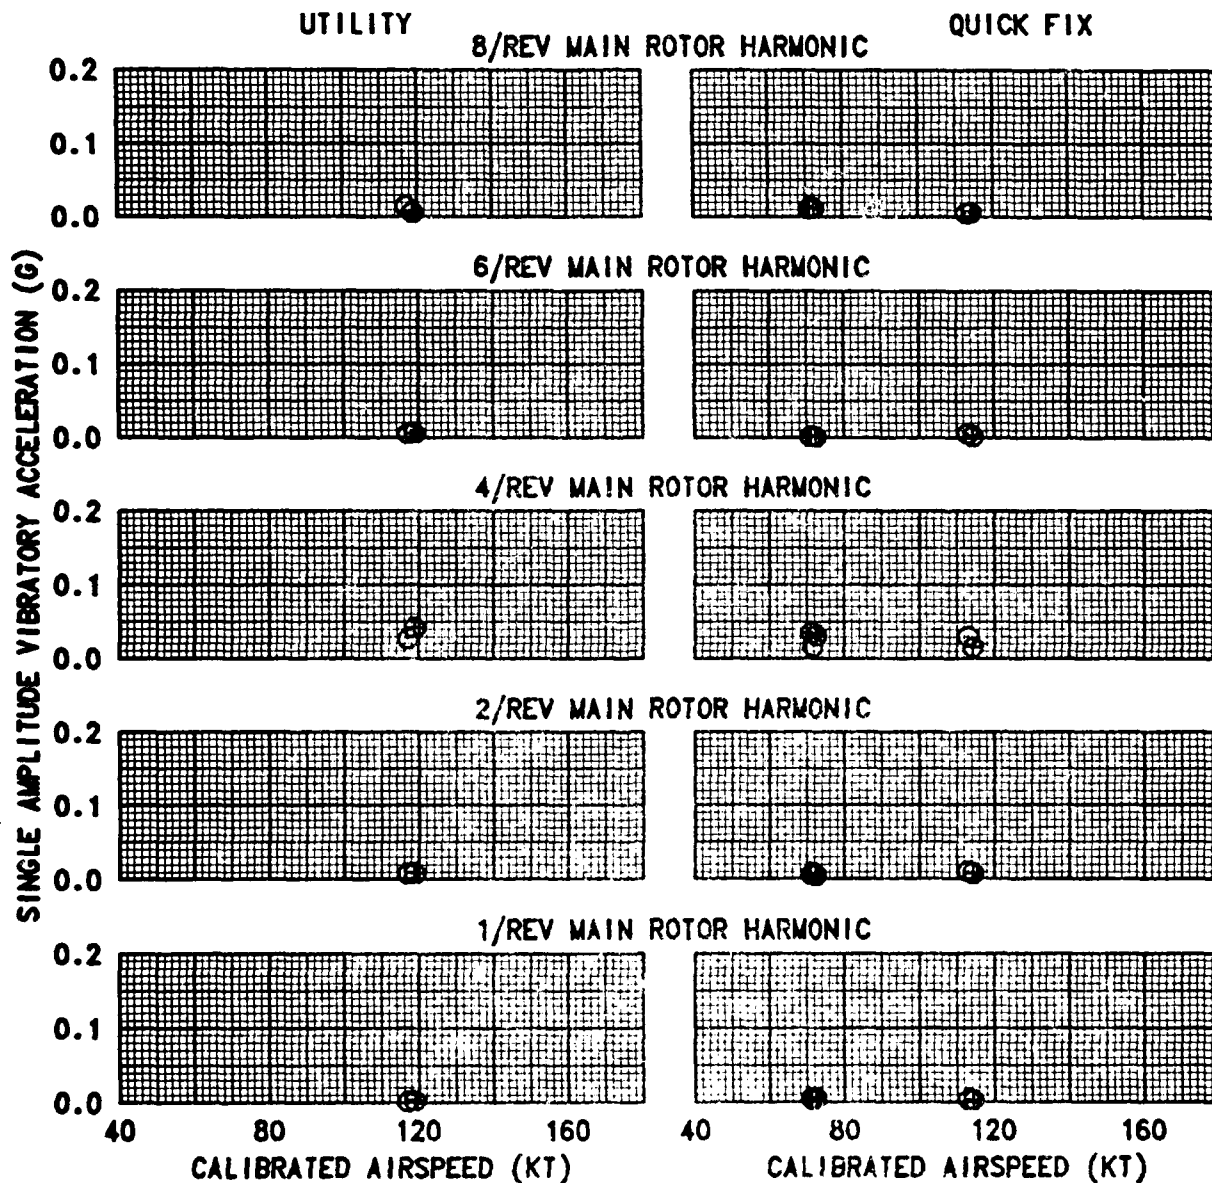 UTILITY QUICK FIX
8/REV MAIN ROTOR HARMONIC
0.2
0.1
0.0
6/REV MAIN ROTOR HARMONIC
0.2
0.1
0.0
4/REV MAIN ROTOR HARMONIC
0.2
0.1
0.0
2/REV MAIN ROTOR HARMONIC
0.2
0.1
0.0
1/REV MAIN ROTOR HARMONIC
0.2
0.1
0.0
SINGLE AMPLITUDE VIBRATORY ACCELERATION (G)
40 80 120 160 40 80 120 160
CALIBRATED AIRSPEED (KT) CALIBRATED AIRSPEED (KT)